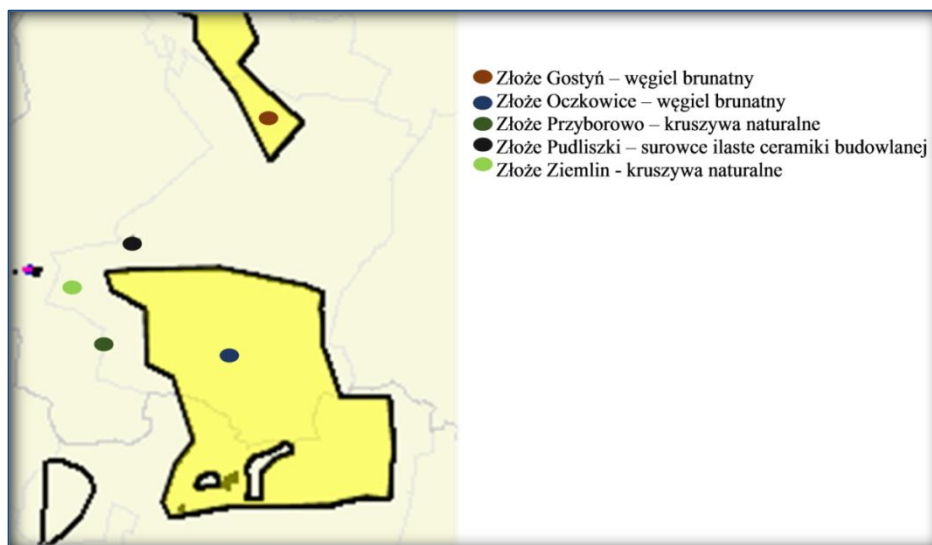 Złoże Gostyń – węgiel brunatny
Złoże Oczkowice – węgiel brunatny
Złoże Przyborowo – kruszywa naturalne
Złoże Pudliszki – surowce ilaste ceramiki budowlanej
Złoże Ziemlin - kruszywa naturalne